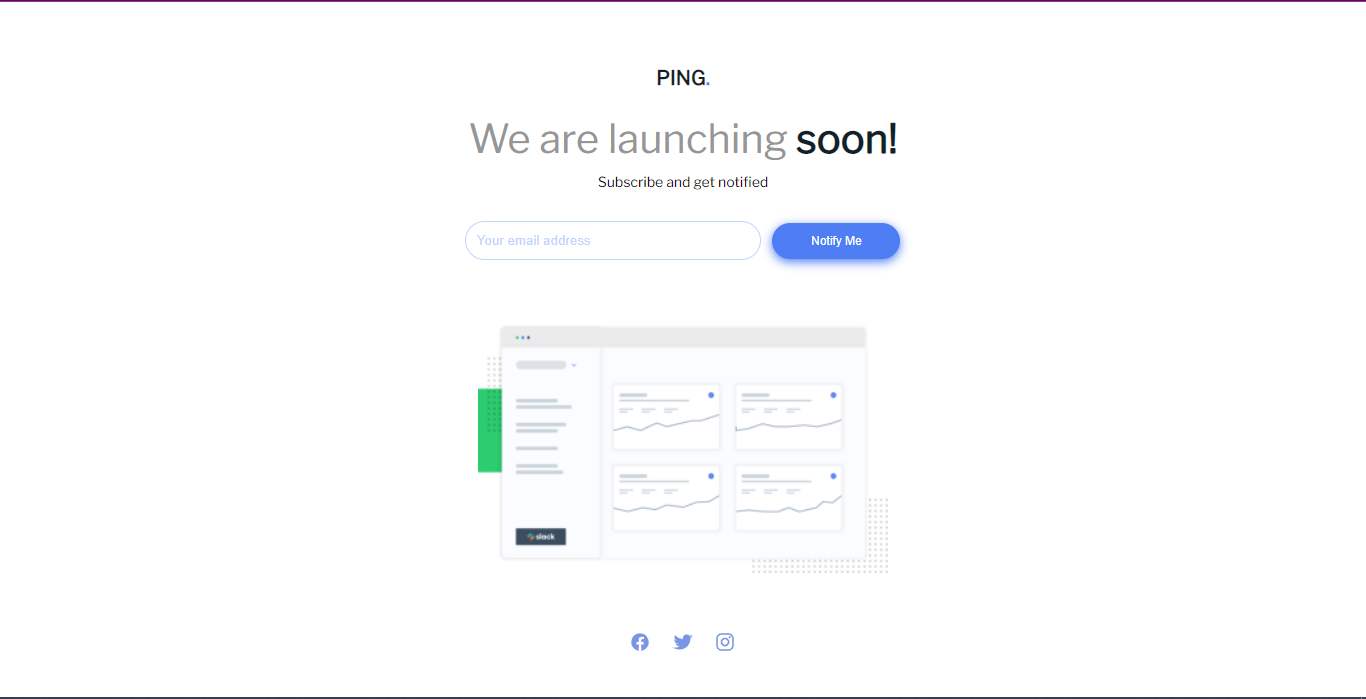 PING.
We are launching soon!
Subscribe and get notified
Your email address
Notify Me
slack